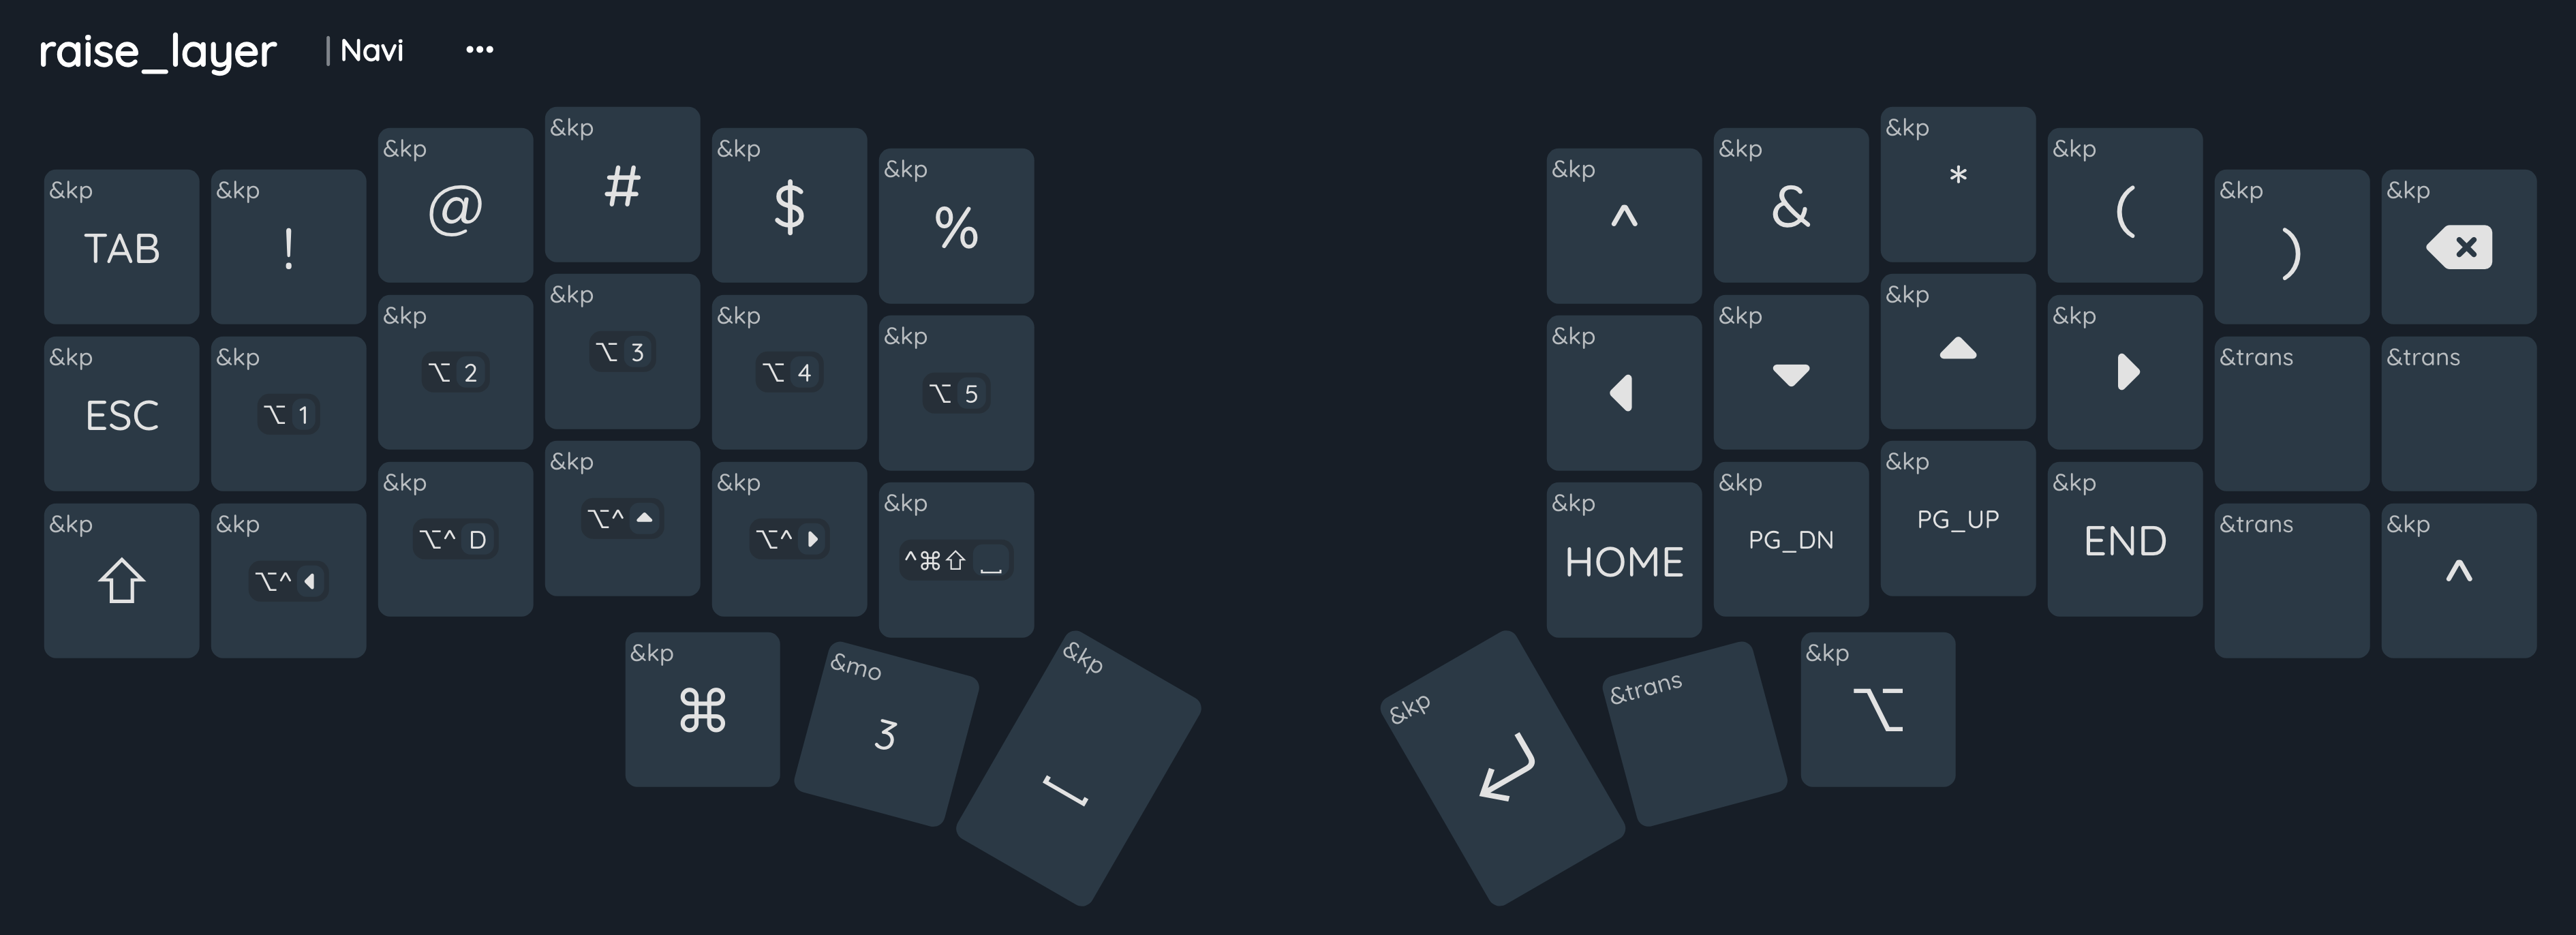 raise_layer | Navi •••
&kp TAB &kp ! &kp @ &kp # &kp $ &kp % &kp ^ &kp & &kp * &kp ( &kp ) &kp
&kp ESC &kp ⌥ 1 &kp ⌥ 2 &kp ⌥ 3 &kp ⌥ 4 &kp ⌥ 5 &kp ◀ &kp ▼ &kp ▲ &kp ▶ &trans &trans
&kp ⇧ &kp ⌥^ ◀ &kp ⌥^ D &kp ⌥^ ▲ &kp ⌥^ ▶ &kp ^⌘⇧ ⎵ &kp HOME &kp PG_DN &kp PG_UP &kp END &trans &kp ^
&kp ⌘ &mo 3 &kp ⎵ &kp ↵ &trans &kp ⌥